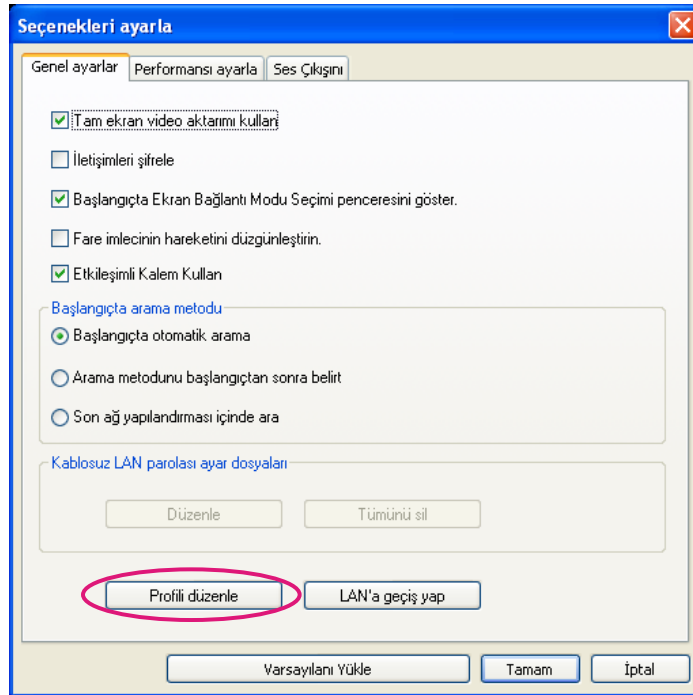 Seçenekleri ayarla
Genel ayarlar Performansı ayarla Ses Çıkışını
Tam ekran video aktarımı kullan
İletişimleri şifrele
Başlangıçta Ekran Bağlantı Modu Seçimi penceresini göster.
Fare imlecinin hareketini düzgünleştirin.
Etkileşimli Kalem Kullan
Başlangıçta arama metodu
Başlangıçta otomatik arama
Arama metodunu başlangıçtan sonra belirt
Son ağ yapılandırması içinde ara
Kablosuz LAN parolası ayar dosyaları
Düzenle Tümünü sil
Profili düzenle LAN'a geçiş yap
Varsayılanı Yükle Tamam İptal